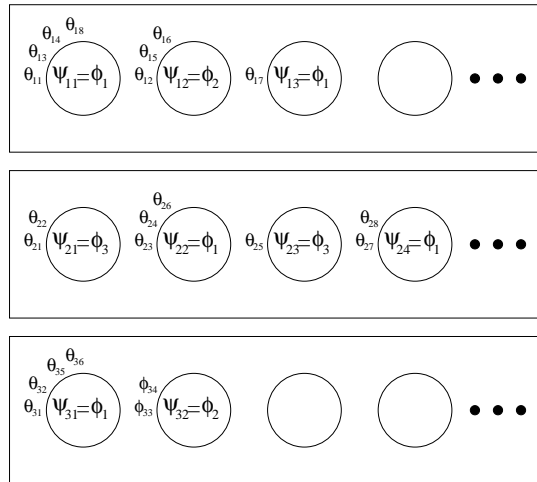 θ₁₄ θ₁₈ θ₁₆
θ₁₃ θ₁₅
θ₁₁ ψ₁₁=ϕ₁ θ₁₂ ψ₁₂=ϕ₂ θ₁₇ ψ₁₃=ϕ₁
θ₂₆
θ₂₂ θ₂₄ θ₂₈
θ₂₁ ψ₂₁=ϕ₃ θ₂₃ ψ₂₂=ϕ₁ θ₂₅ ψ₂₃=ϕ₃ θ₂₇ ψ₂₄=ϕ₁
θ₃₅ θ₃₆
θ₃₂ ϕ₃₄
θ₃₁ ψ₃₁=ϕ₁ ϕ₃₃ ψ₃₂=ϕ₂